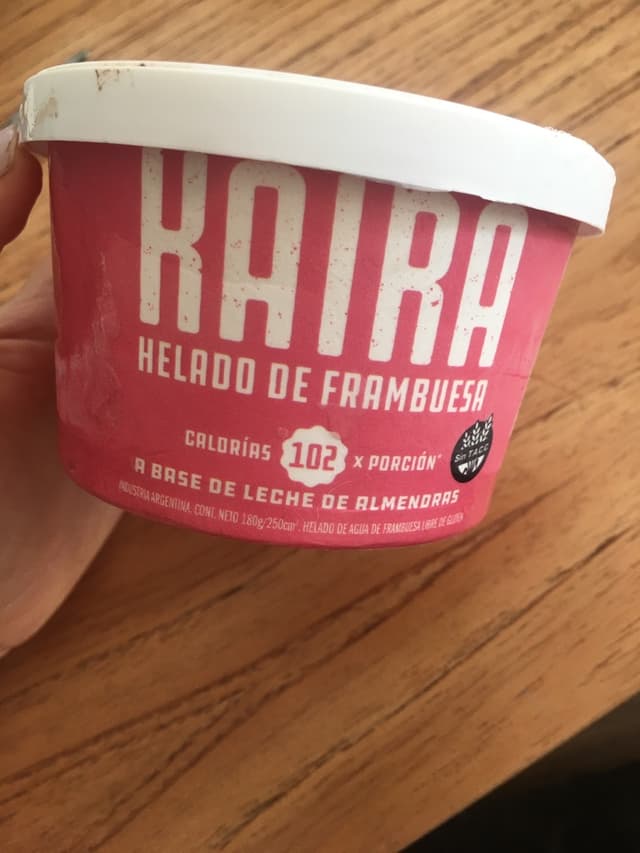 KAIRA
HELADO DE FRAMBUESA
CALORÍAS 102 X PORCIÓN*
Sin T.A.C.C.
A BASE DE LECHE DE ALMENDRAS
INDUSTRIA ARGENTINA. CONT. NETO 180g/250cm³. HELADO DE AGUA DE FRAMBUESA LIBRE DE GLUTEN